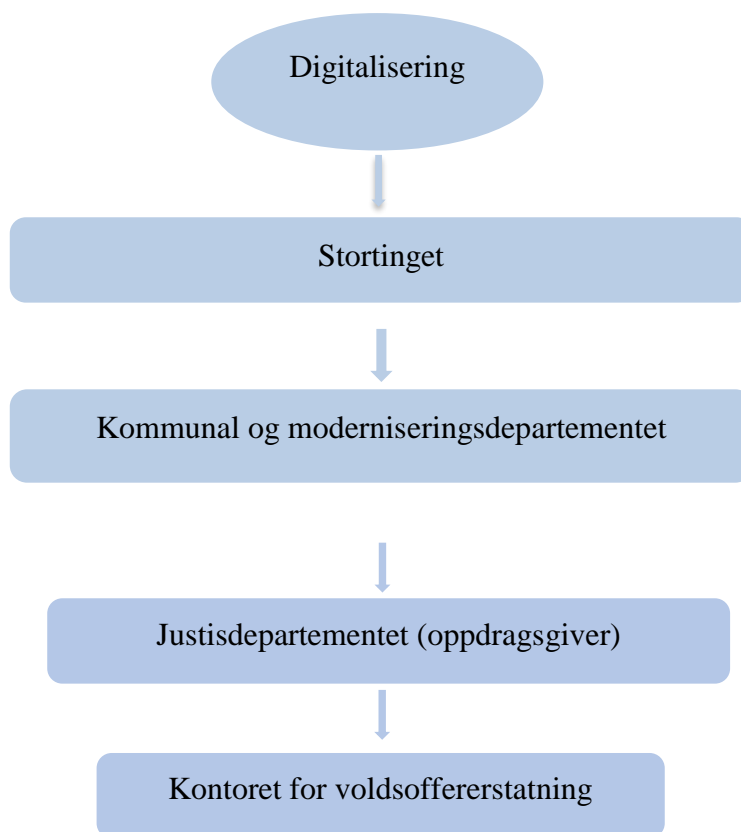 Digitalisering
Stortinget
Kommunal og moderniseringsdepartementet
Justisdepartementet (oppdragsgiver)
Kontoret for voldsoffererstatning